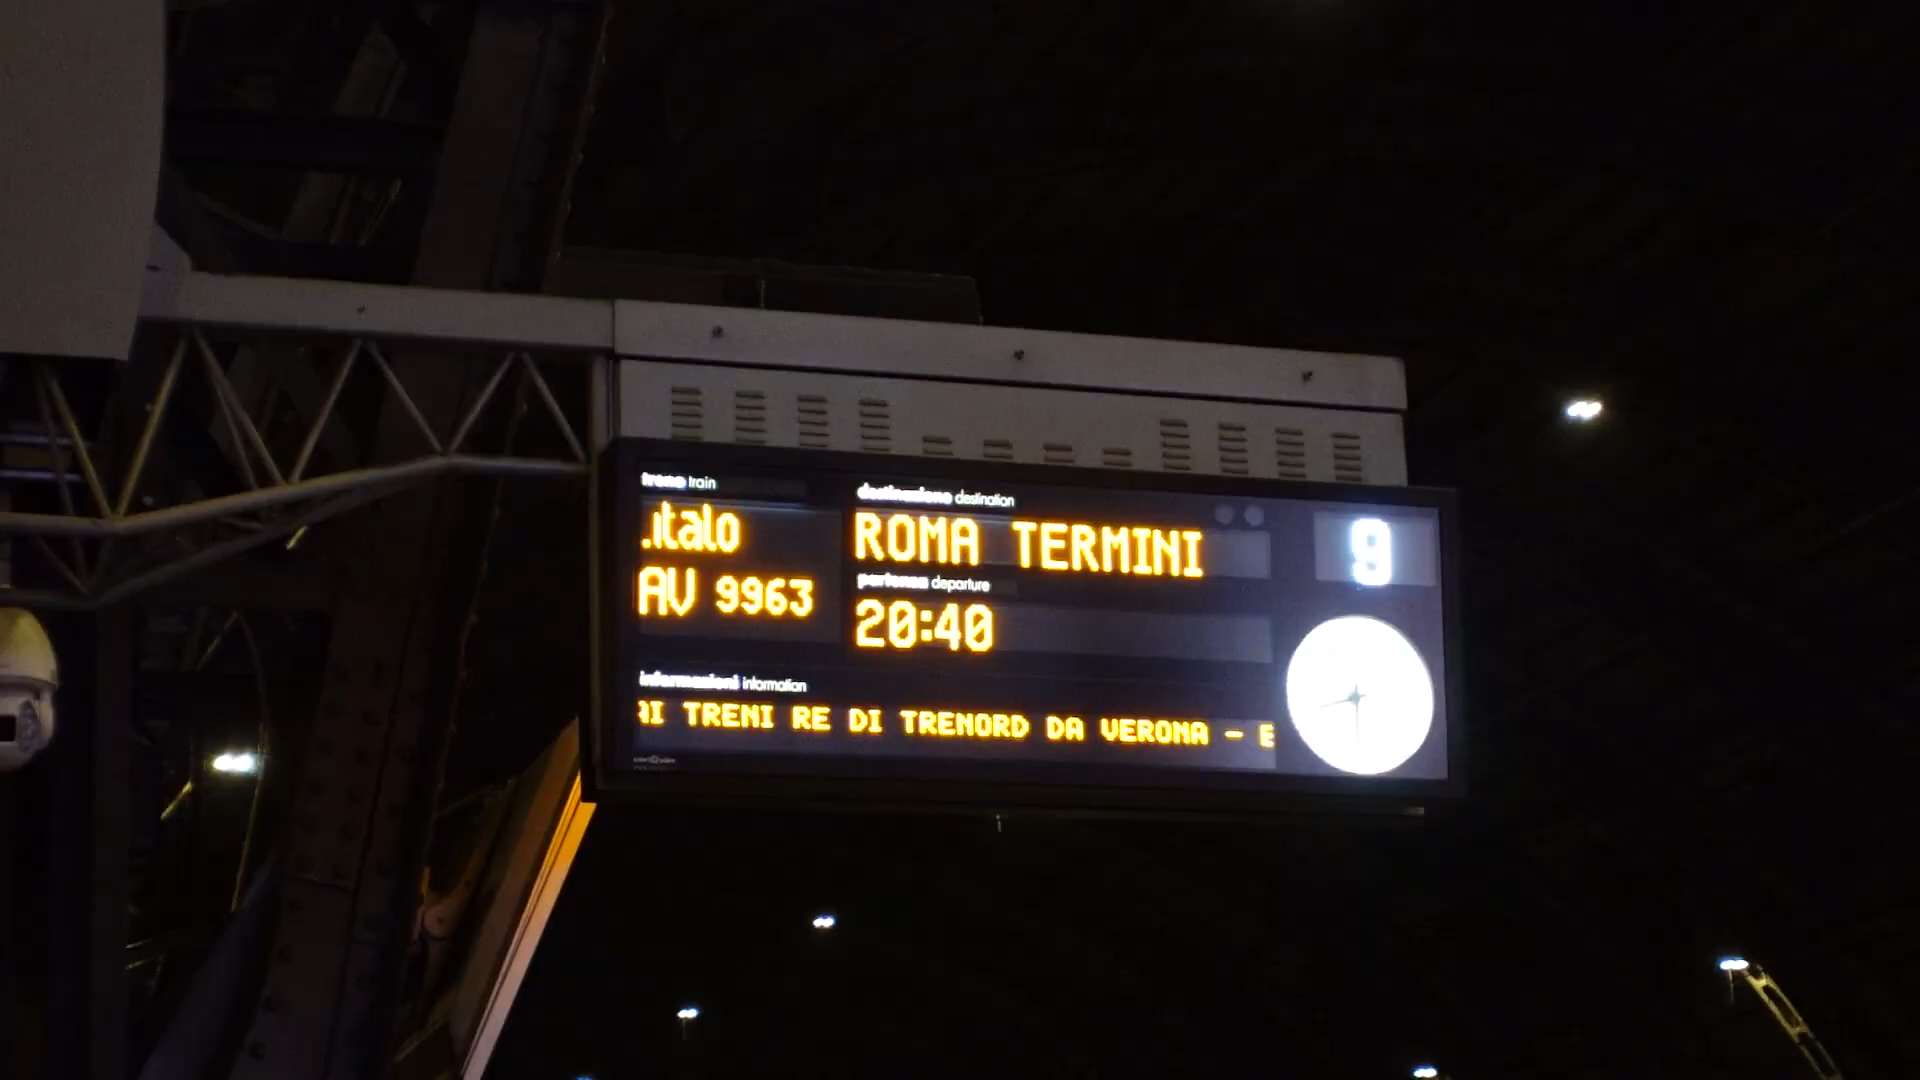 treno train
.italo
AV 9963
destinazione destination
ROMA TERMINI
partenza departure
20:40
9
informazioni information
AI TRENI RE DI TRENORD DA VERONA - E